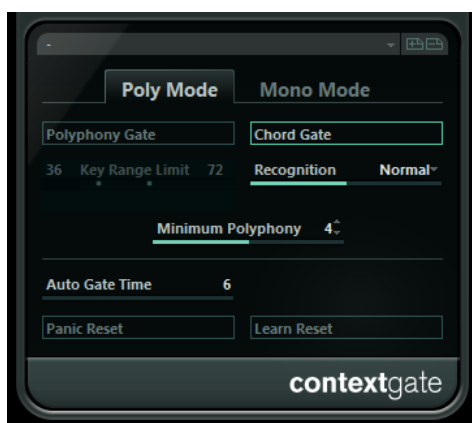 -
Poly Mode Mono Mode
Polyphony Gate Chord Gate
36 Key Range Limit 72 Recognition Normal
Minimum Polyphony 4
Auto Gate Time 6
Panic Reset Learn Reset
contextgate